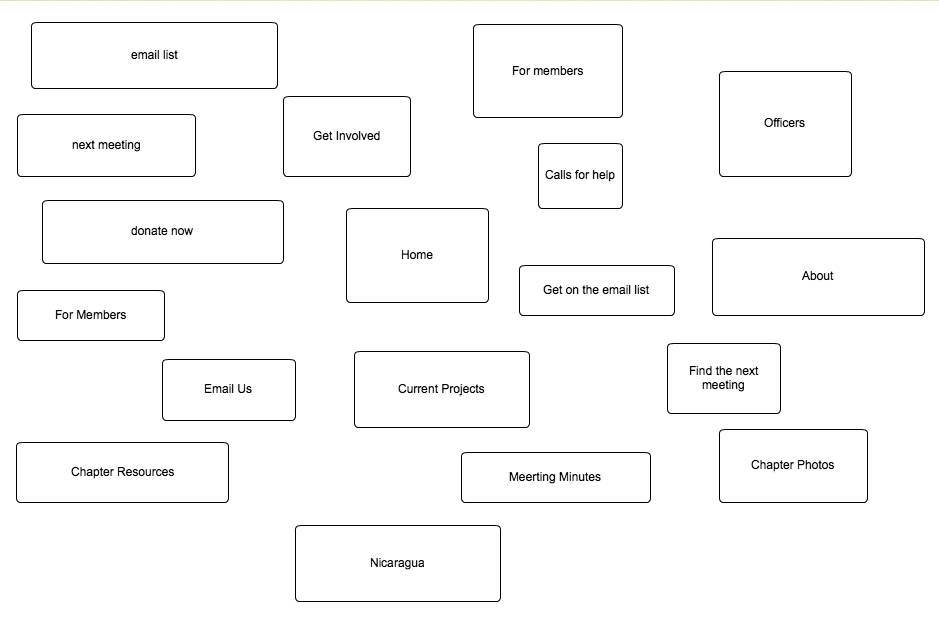 email list
For members
Officers
Get Involved
next meeting
Calls for help
donate now
Home
About
Get on the email list
For Members
Find the next
meeting
Email Us
Current Projects
Chapter Photos
Chapter Resources
Meerting Minutes
Nicaragua